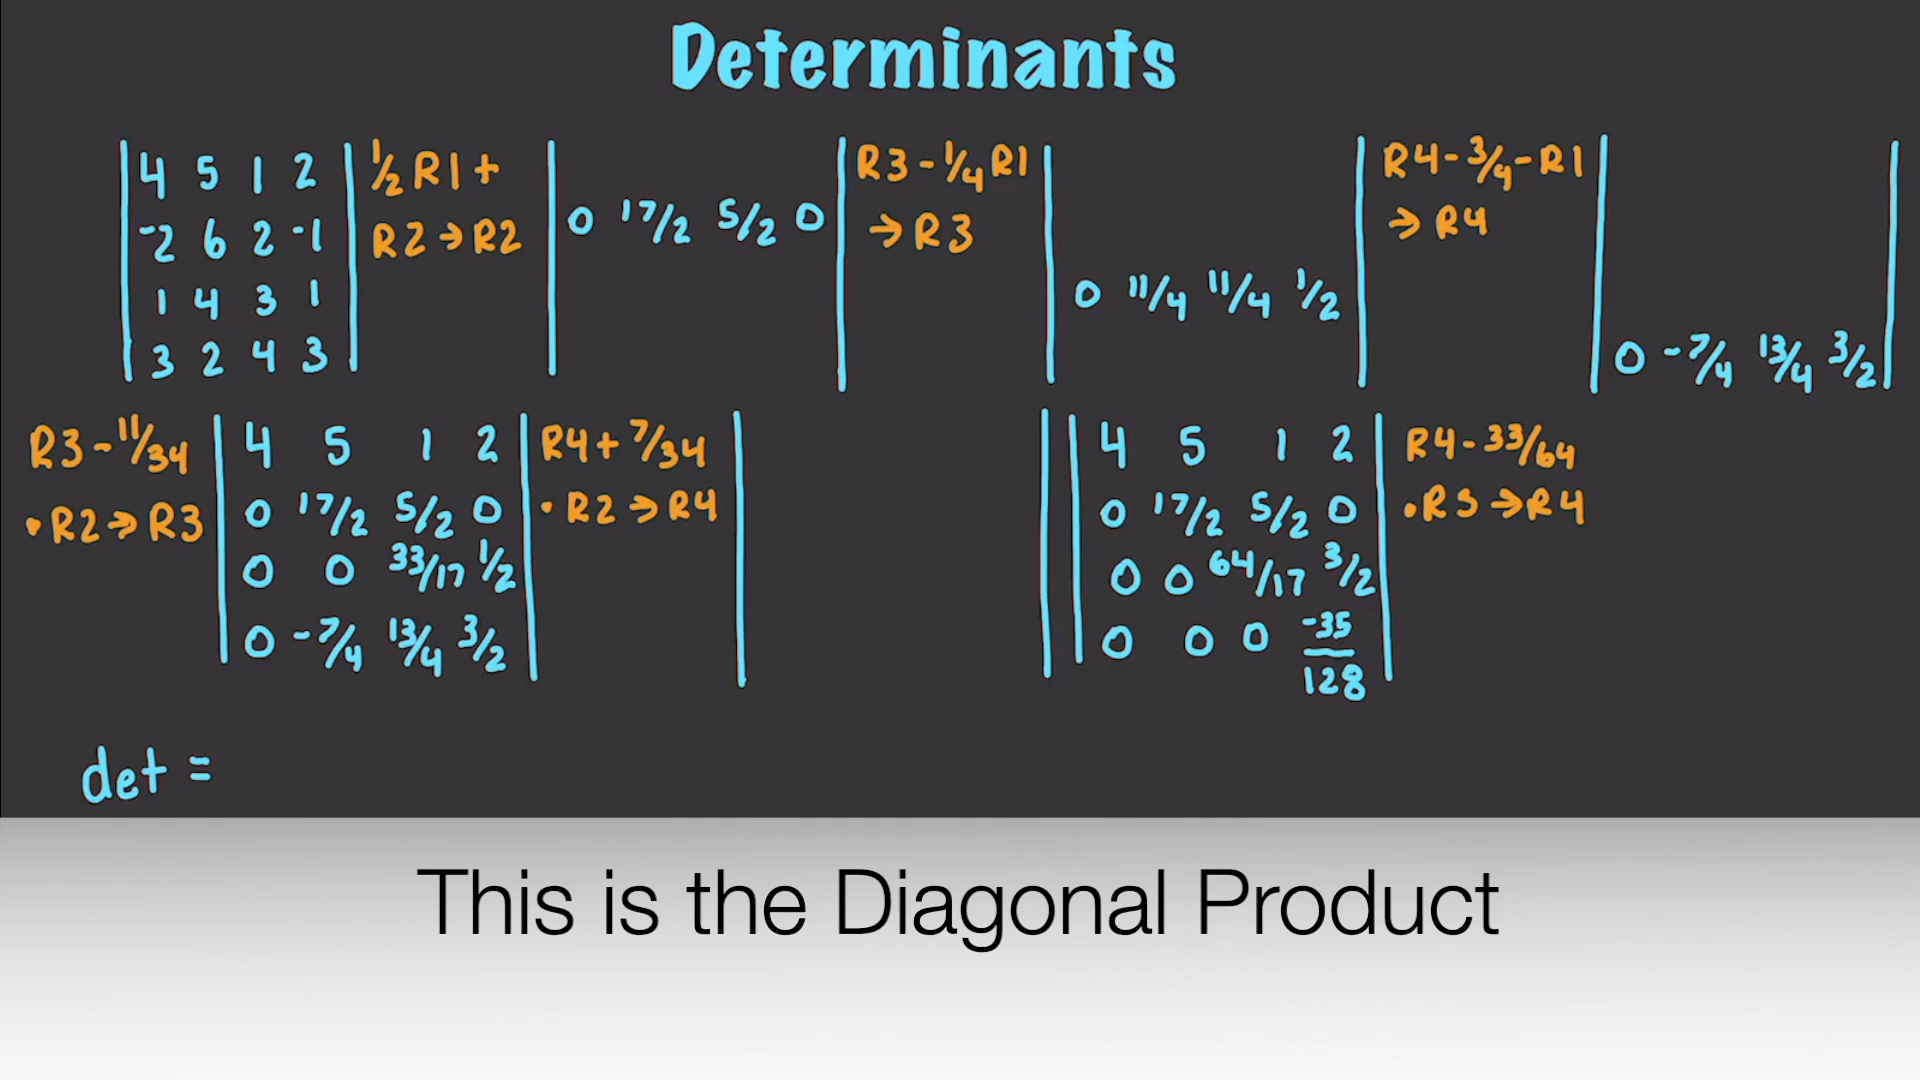 Determinants
4 5 1 2 ½ R1 + R3 - ¼ R1 R4 - ¾ - R1
-2 6 2 -1 R2 → R2 0 17/2 5/2 0 → R3 → R4
1 4 3 1 0 11/4 11/4 1/2
3 2 4 3 0 -7/4 13/4 3/2
R3 - 11/34 4 5 1 2 R4 + 7/34 4 5 1 2 R4 - 33/64
• R2 → R3 0 17/2 5/2 0 • R2 → R4 0 17/2 5/2 0 • R3 → R4
0 0 33/17 1/2 0 0 64/17 3/2
0 -7/4 13/4 3/2 0 0 0 -35/128
det =
This is the Diagonal Product